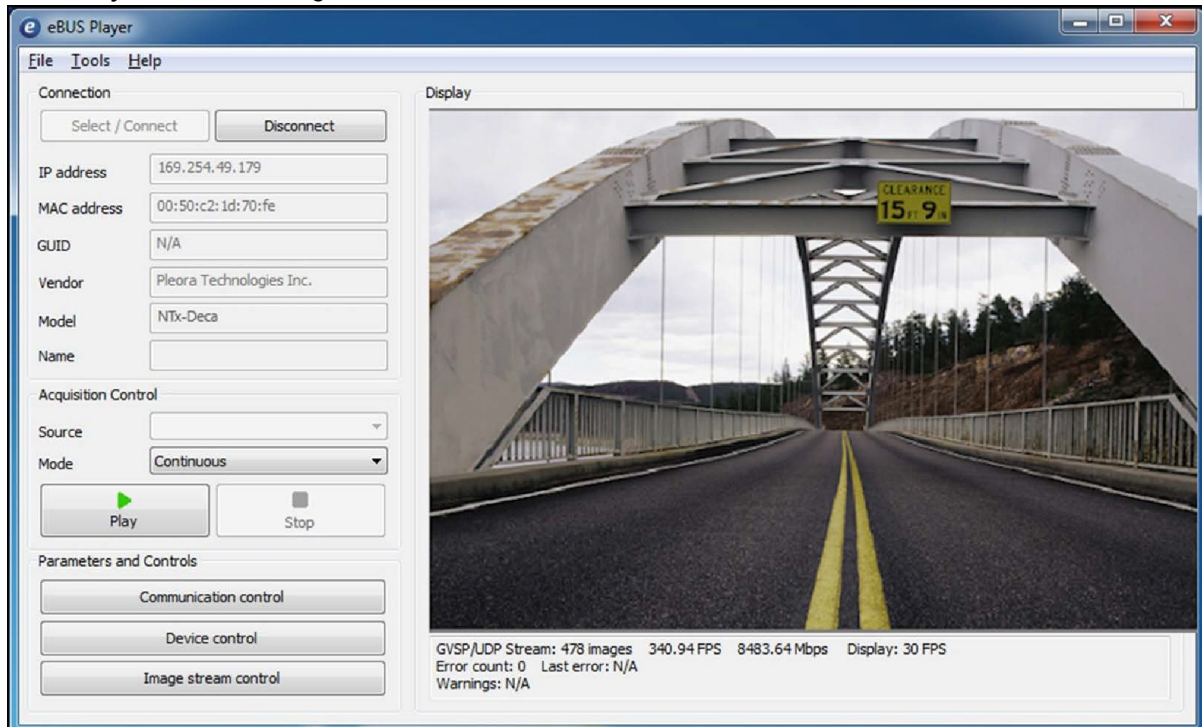 eBUS Player
File Tools Help
Connection
Select / Connect Disconnect
IP address 169.254.49.179
MAC address 00:50:c2:1d:70:fe
GUID N/A
Vendor Pleora Technologies Inc.
Model NTx-Deca
Name
Acquisition Control
Source
Mode Continuous
Play Stop
Parameters and Controls
Communication control
Device control
Image stream control
Display
CLEARANCE
15 FT 9 IN
GVSP/UDP Stream: 478 images 340.94 FPS 8483.64 Mbps Display: 30 FPS
Error count: 0 Last error: N/A
Warnings: N/A